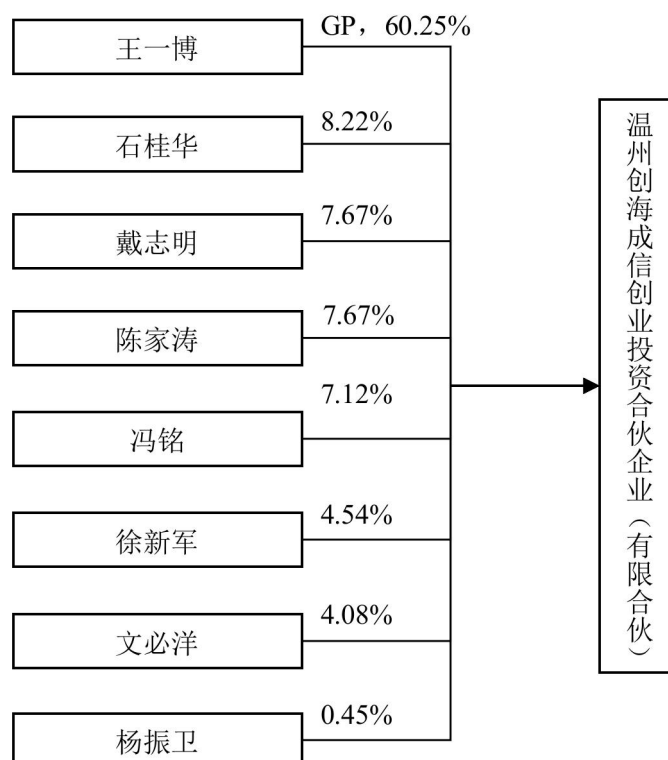 GP，60.25%
王一博
8.22%
石桂华
7.67%
戴志明
7.67%
陈家涛
7.12%
冯铭
4.54%
徐新军
4.08%
文必洋
0.45%
杨振卫
温州创海成信创业投资合伙企业（有限合伙）